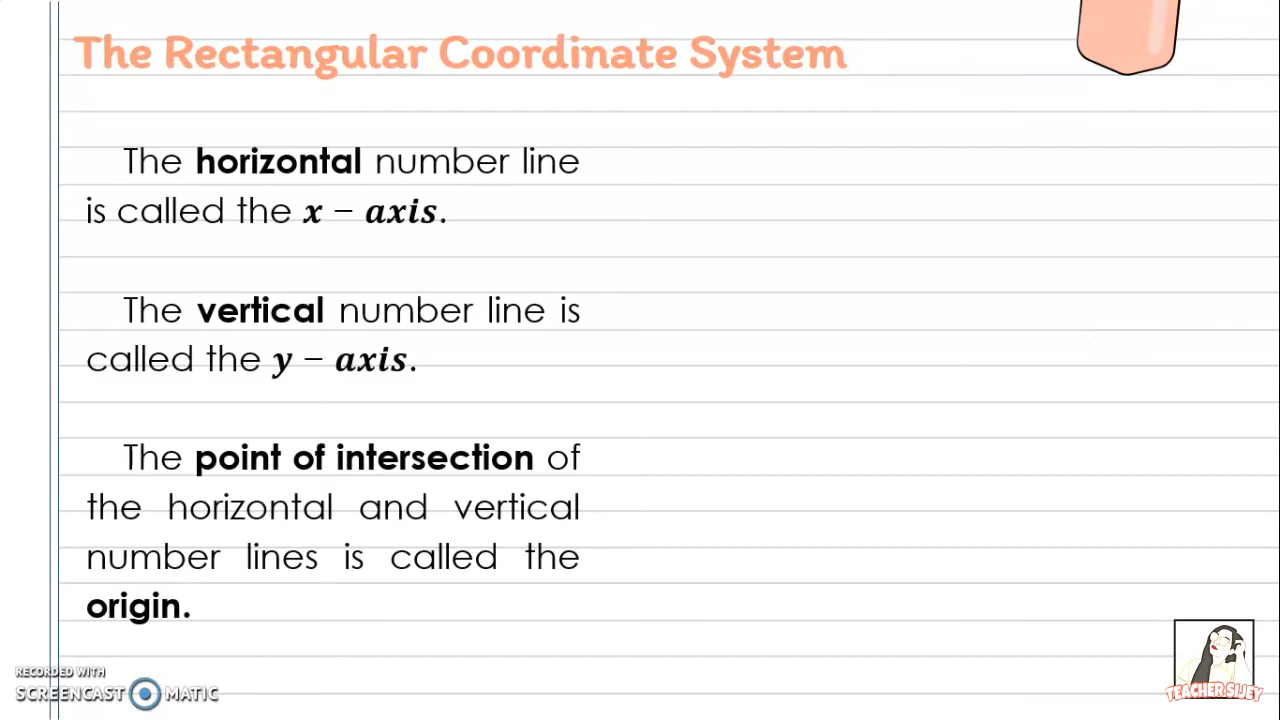 The Rectangular Coordinate System
The horizontal number line
is called the x – axis.
The vertical number line is
called the y – axis.
The point of intersection of
the horizontal and vertical
number lines is called the
origin.
RECORDED WITH
SCREENCAST MATIC
TEACHER.SIJEY